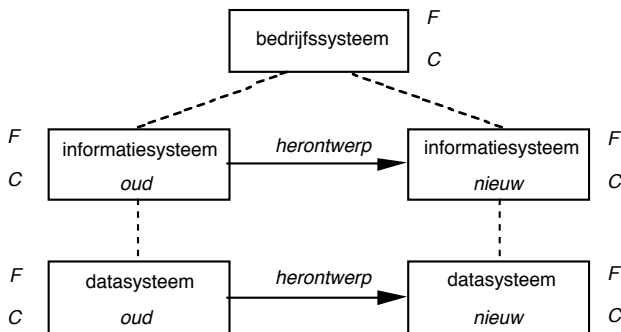 F
bedrijfssysteem
C
F
informatiesysteem
herontwerp
informatiesysteem
F
C
oud
nieuw
C
F
datasysteem
herontwerp
datasysteem
F
C
oud
nieuw
C